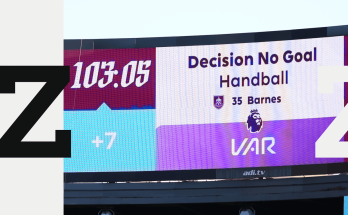 Z
103:05
+7
Decision No Goal
Handball
35 Barnes
VAR
adi.tv